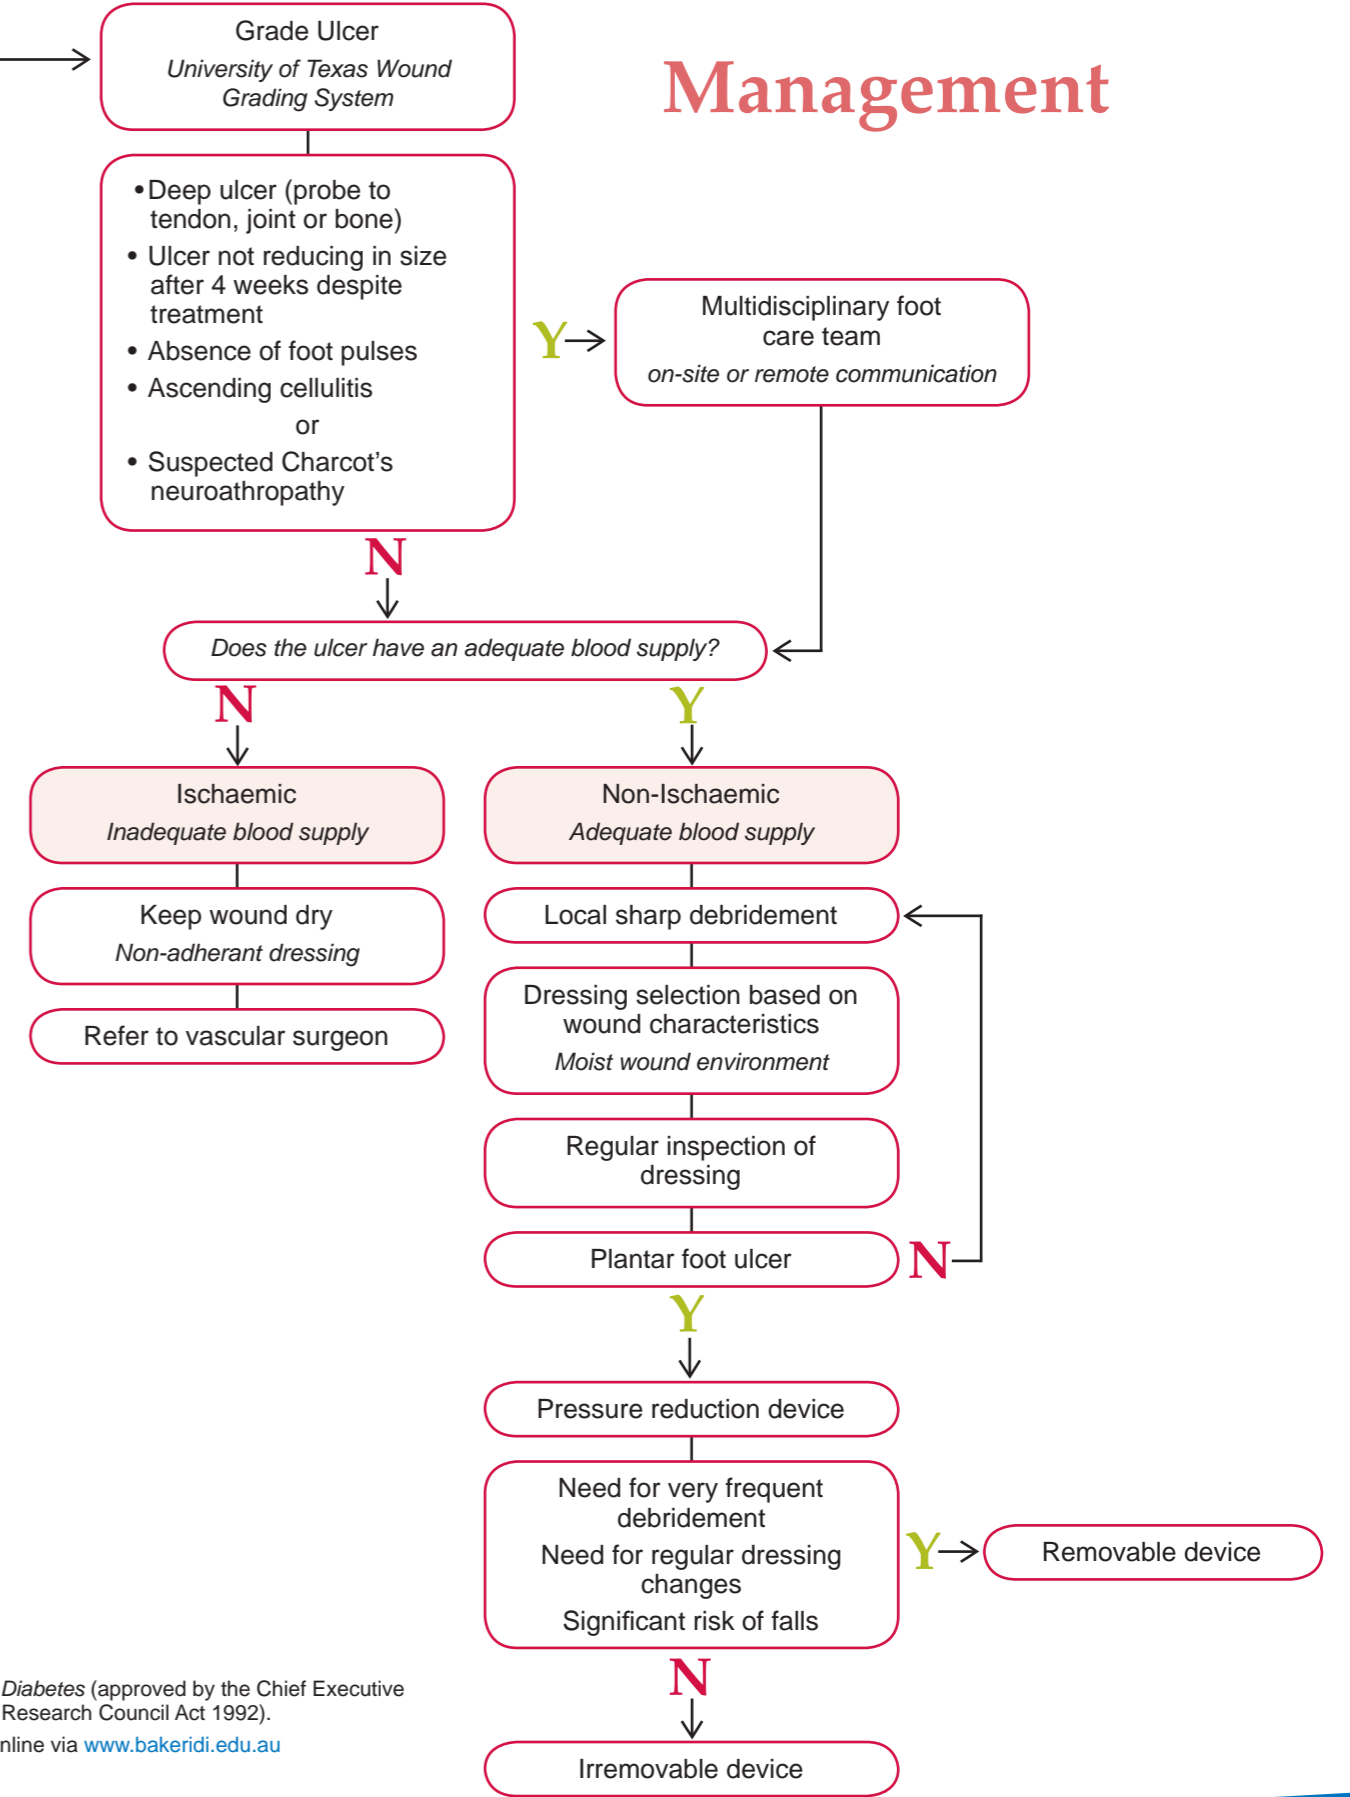 Management
Grade Ulcer
University of Texas Wound
Grading System
•Deep ulcer (probe to
tendon, joint or bone)
• Ulcer not reducing in size
after 4 weeks despite
treatment
• Absence of foot pulses
• Ascending cellulitis
or
• Suspected Charcot's
neuroathropathy
Y
Multidisciplinary foot
care team
on-site or remote communication
N
Does the ulcer have an adequate blood supply?
N
Y
Ischaemic
Inadequate blood supply
Keep wound dry
Non-adherant dressing
Refer to vascular surgeon
Non-Ischaemic
Adequate blood supply
Local sharp debridement
Dressing selection based on
wound characteristics
Moist wound environment
Regular inspection of
dressing
Plantar foot ulcer
N
Y
Pressure reduction device
Need for very frequent
debridement
Need for regular dressing
changes
Significant risk of falls
Y
Removable device
N
Irremovable device
Diabetes (approved by the Chief Executive
Research Council Act 1992).
nline via www.bakeridi.edu.au